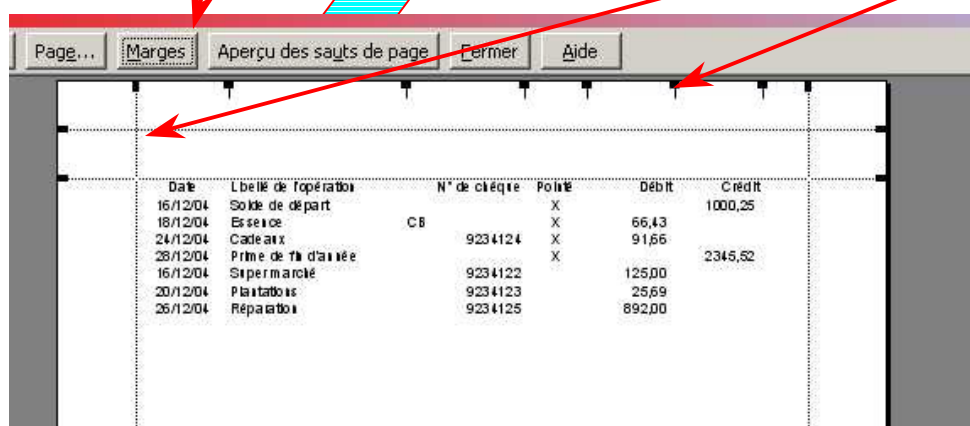 Page... Marges Aperçu des sauts de page Fermer Aide
Date Libellé de l'opération N° de chéque Pointé Débit Crédit
16/12/04 Solde de départ X 1000,25
18/12/04 Essence CB X 66,43
24/12/04 Cadeaux 9234124 X 91,66
28/12/04 Prime de fin d'année X 2345,52
16/12/04 Supermarché 9234122 125,00
20/12/04 Plantations 9234123 25,69
26/12/04 Réparation 9234125 892,00